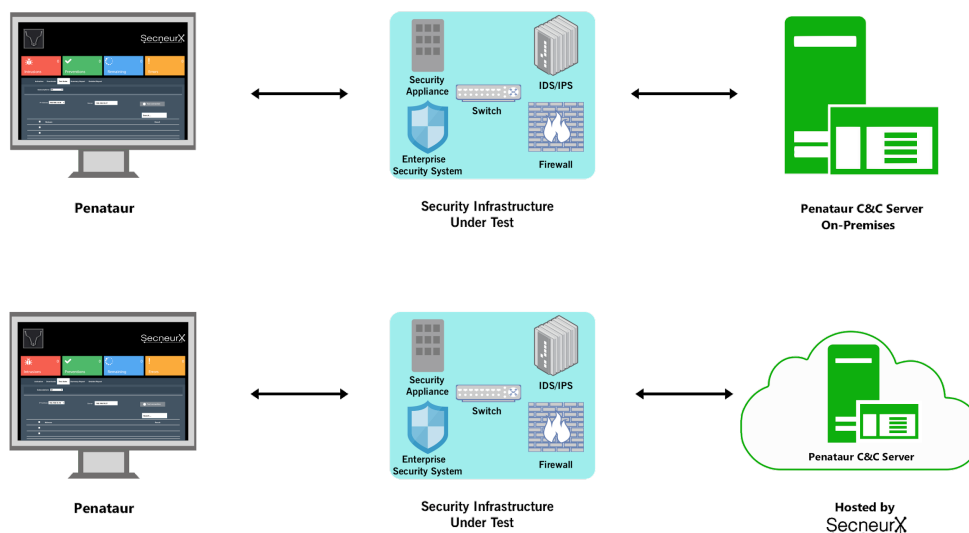 SecneurX
Security
Appliance
IDS/IPS
Switch
Enterprise
Security System
Firewall
Penataur
Security Infrastructure
Under Test
Penataur C&C Server
On-Premises
SecneurX
Security
Appliance
IDS/IPS
Switch
Enterprise
Security System
Firewall
Penataur C&C Server
Penataur
Security Infrastructure
Under Test
Hosted by
SecneurX